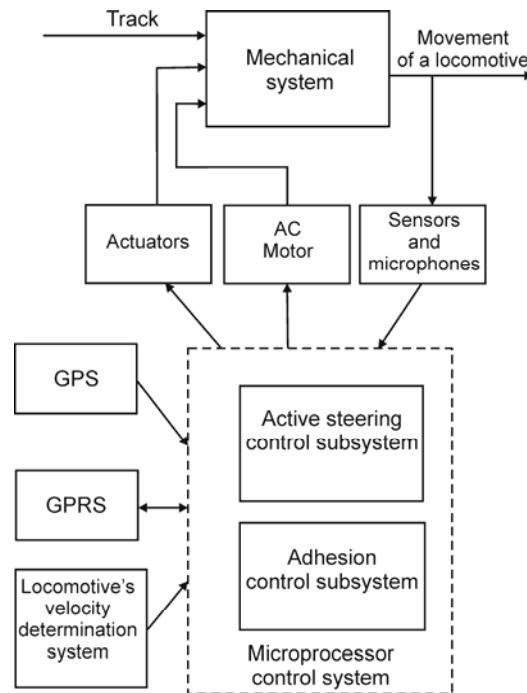 Track
Mechanical
system
Movement
of a locomotive
Actuators
AC
Motor
Sensors
and
microphones
GPS
GPRS
Locomotive's
velocity
determination
system
Active steering
control subsystem
Adhesion
control subsystem
Microprocessor
control system